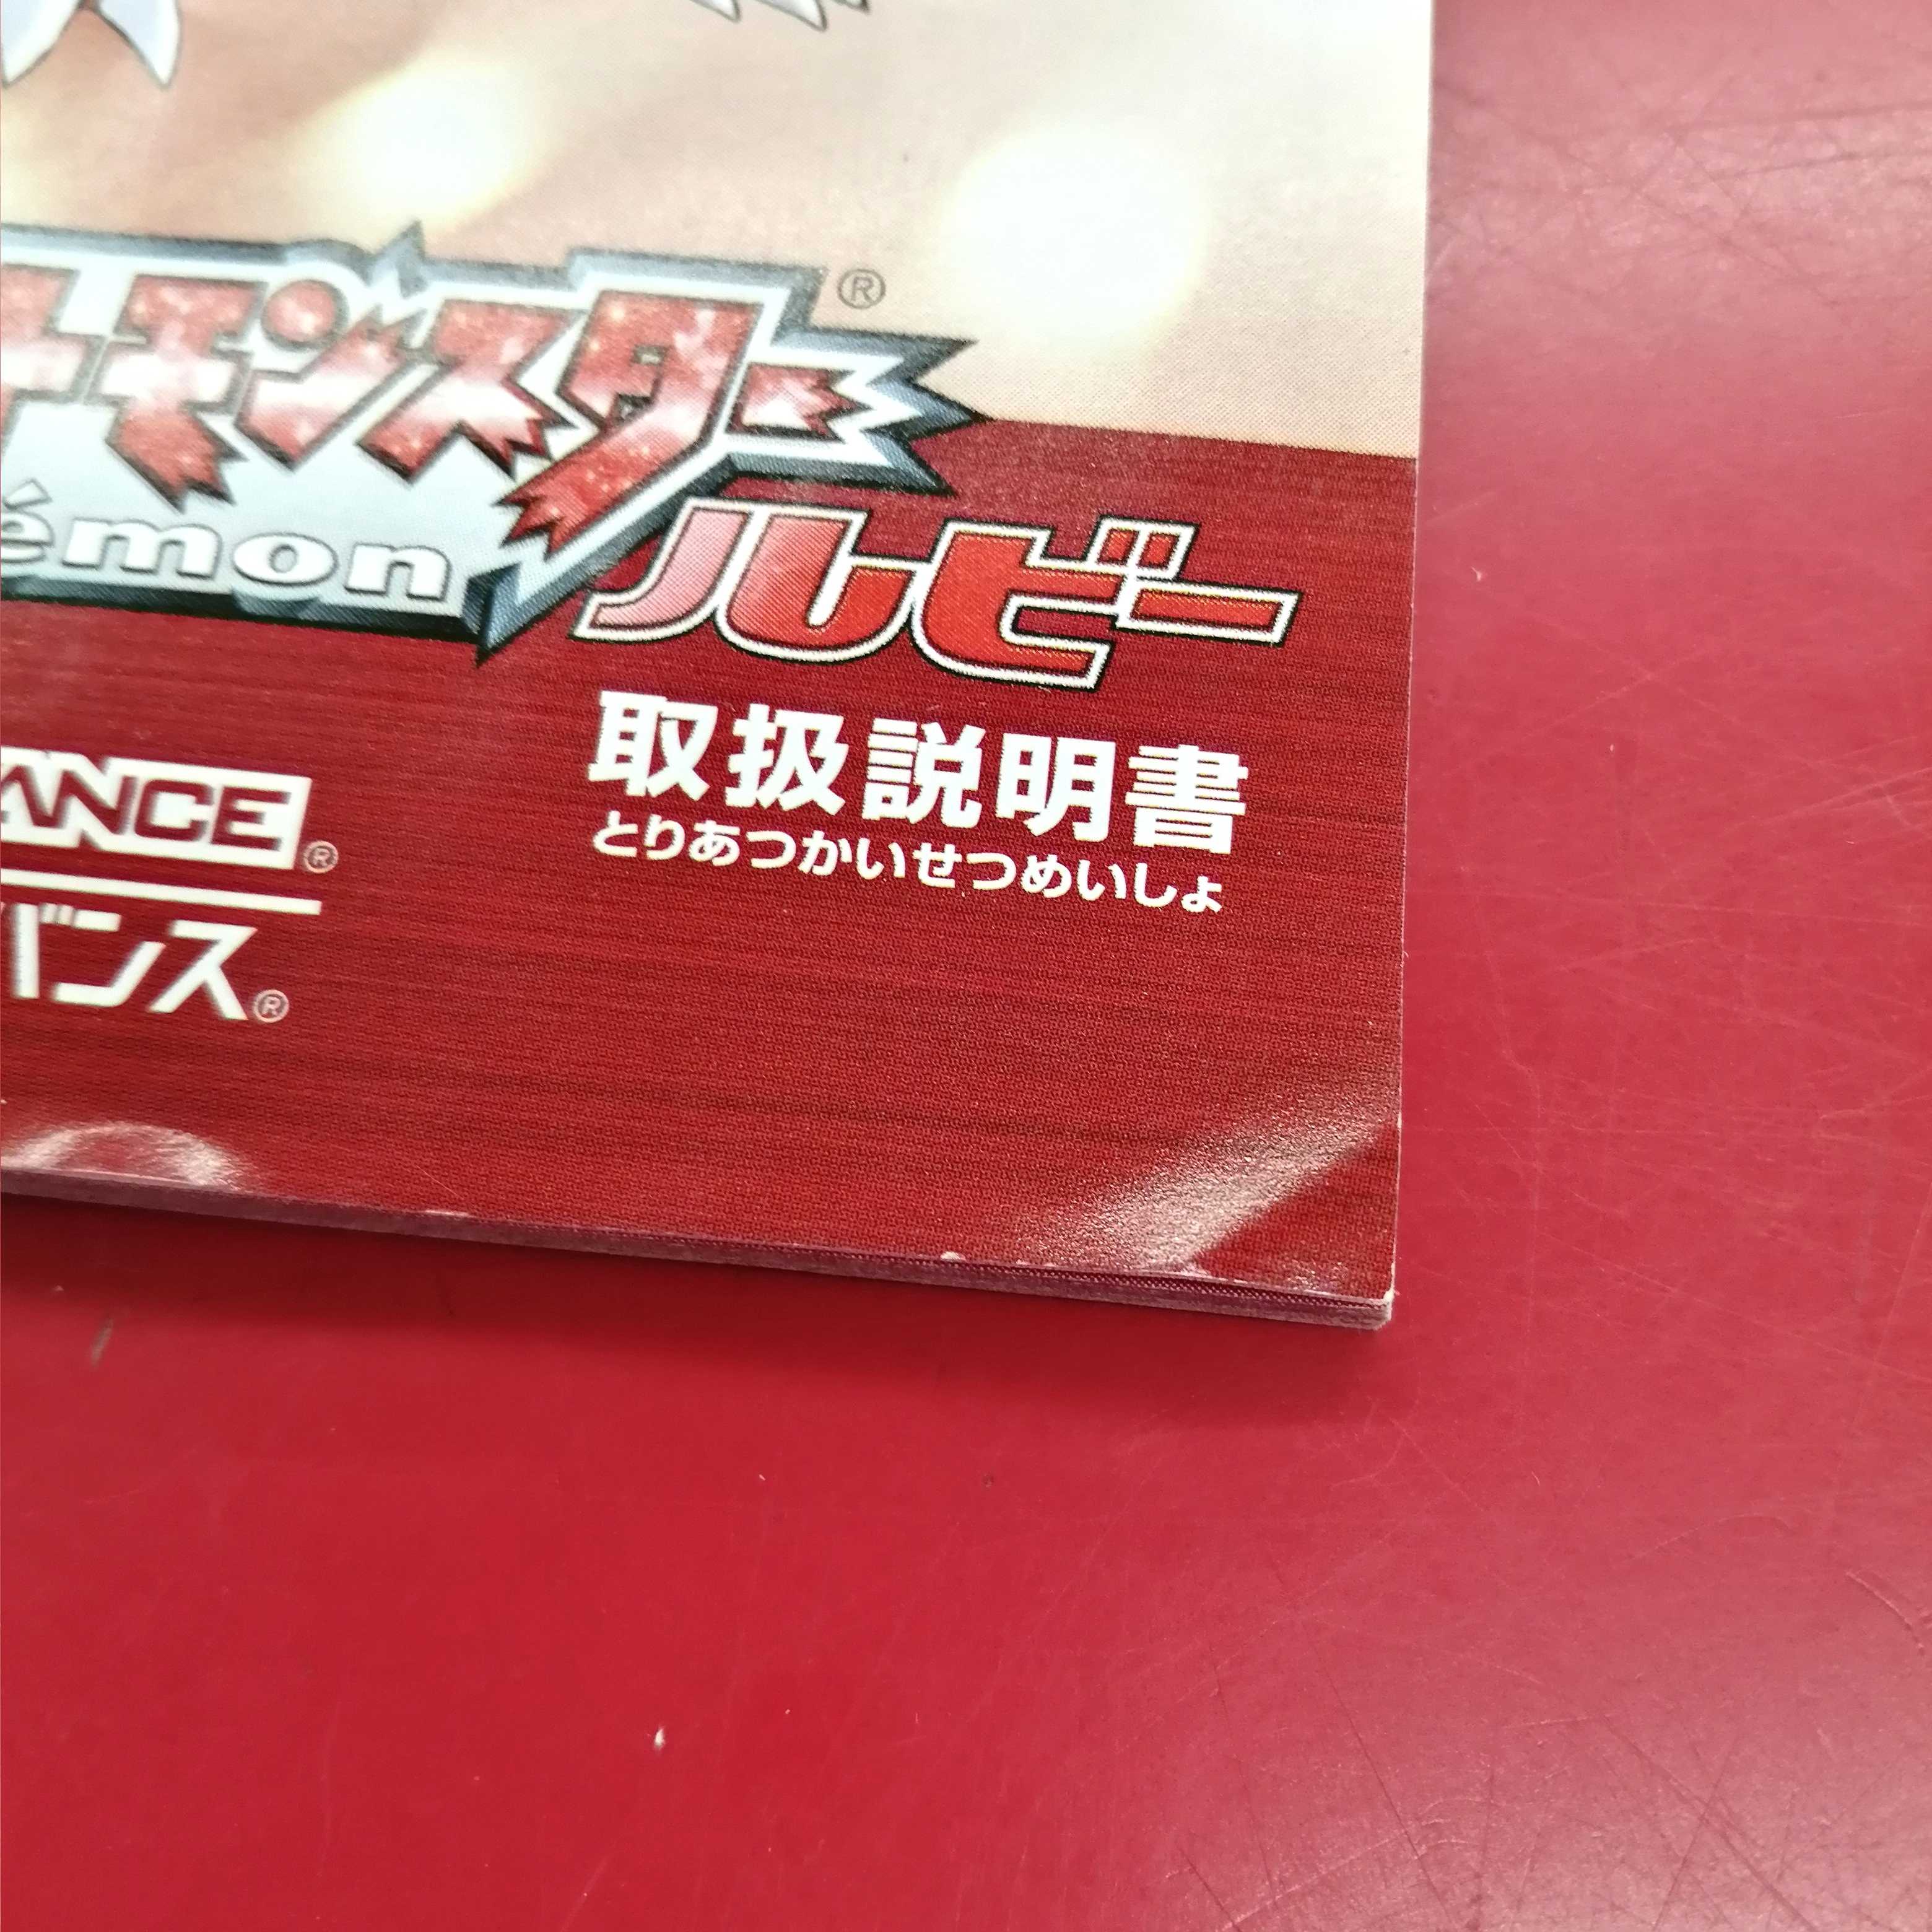 トモンスター®
émon
ルビー
取扱説明書
とりあつかいせつめいしょ
ANCE®
バンス®